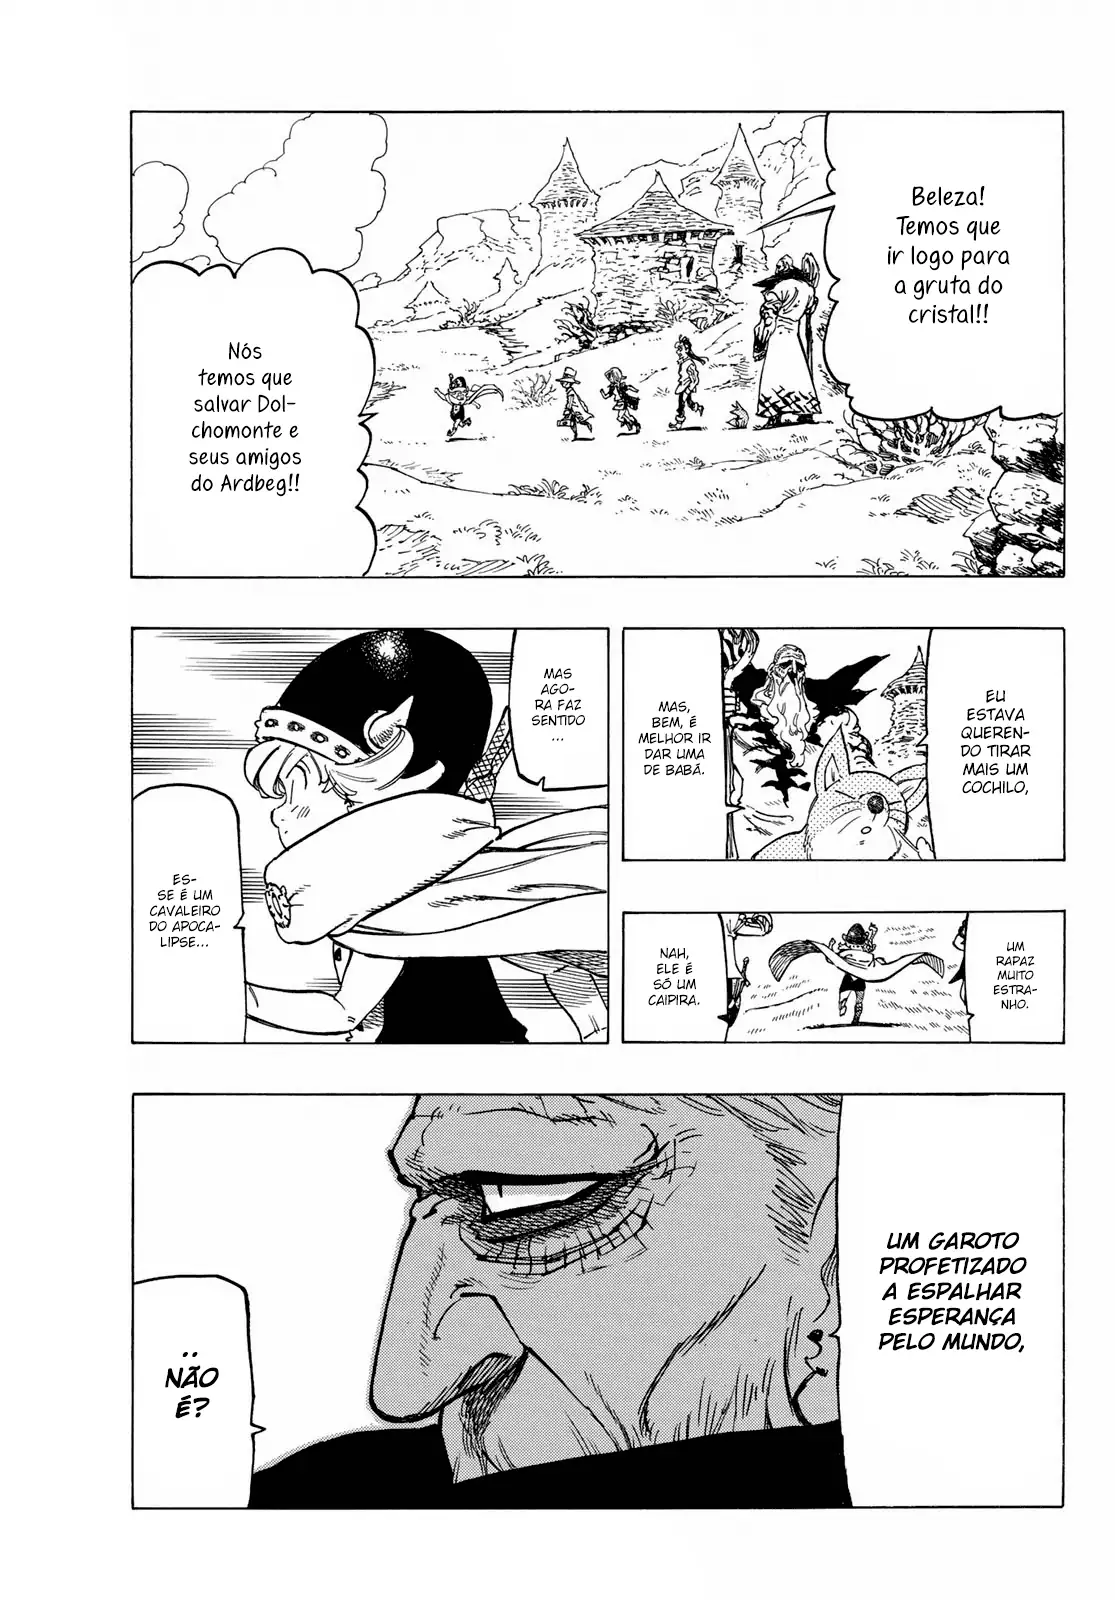 Beleza!
Temos que
ir logo para
a gruta do
cristal!!
Nós
temos que
salvar Dol-
chomonte e
seus amigos
do Ardbeg!!
EU
ESTAVA
QUEREN-
DO TIRAR
MAIS UM
COCHILO,
MAS,
BEM, É
MELHOR IR
DAR UMA
DE BABÁ.
UM
RAPAZ
MUITO
ESTRA-
NHO.
NAH,
ELE É
SÓ UM
CAIPIRA.
MAS
AGO-
RA FAZ
SENTIDO
...
ES-
SE É UM
CAVALEIRO
DO APOCA-
LIPSE...
UM GAROTO
PROFETIZADO
A ESPALHAR
ESPERANÇA
PELO MUNDO,
..
NÃO
É?